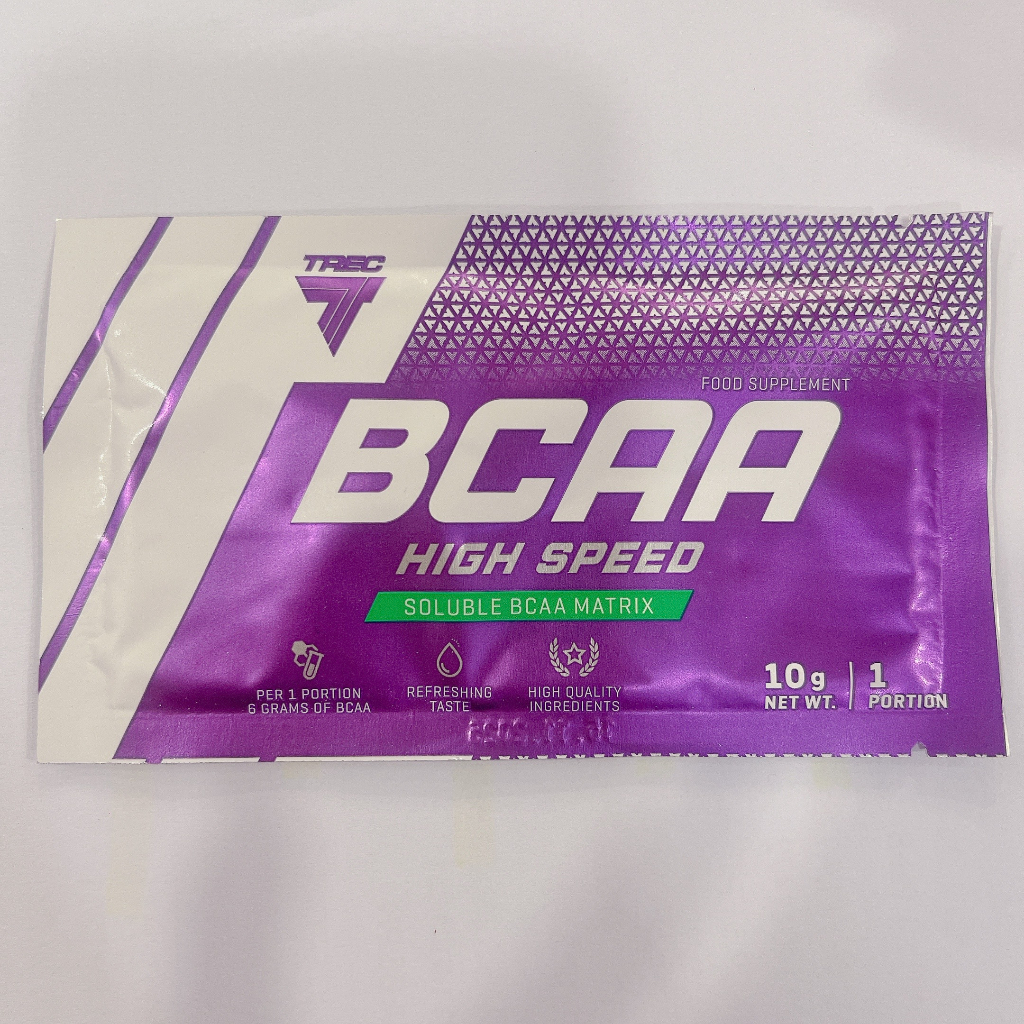 TREC
FOOD SUPPLEMENT
BCAA
HIGH SPEED
SOLUBLE BCAA MATRIX
PER 1 PORTION
6 GRAMS OF BCAA
REFRESHING
TASTE
HIGH QUALITY
INGREDIENTS
10 g
NET WT.
1
PORTION